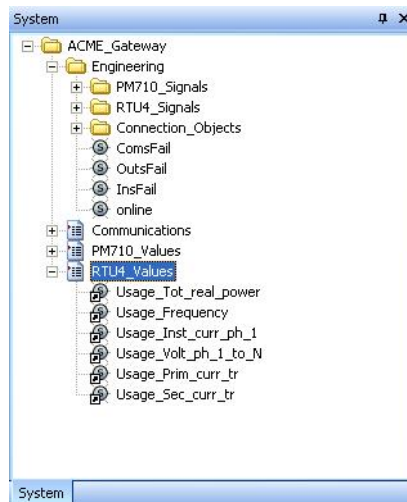 System
ACME_Gateway
Engineering
PM710_Signals
RTU4_Signals
Connection_Objects
ComsFail
OutsFail
InsFail
online
Communications
PM710_Values
RTU4_Values
Usage_Tot_real_power
Usage_Frequency
Usage_Inst_curr_ph_1
Usage_Volt_ph_1_to_N
Usage_Prim_curr_tr
Usage_Sec_curr_tr
System